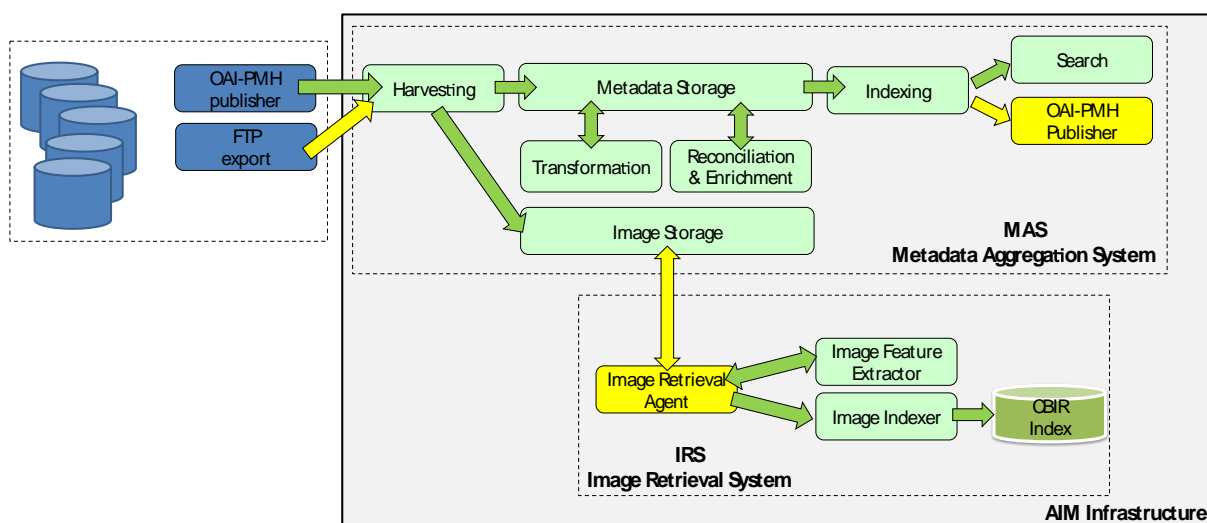 OAI-PMH
publisher
FTP
export
Harvesting
Metadata Storage
Indexing
Search
OAI-PMH
Publisher
Transformation
Reconciliation
& Enrichment
Image Storage
MAS
Metadata Aggregation System
Image Retrieval
Agent
Image Feature
Extractor
Image Indexer
CBIR
Index
IRS
Image Retrieval System
AIM Infrastructure